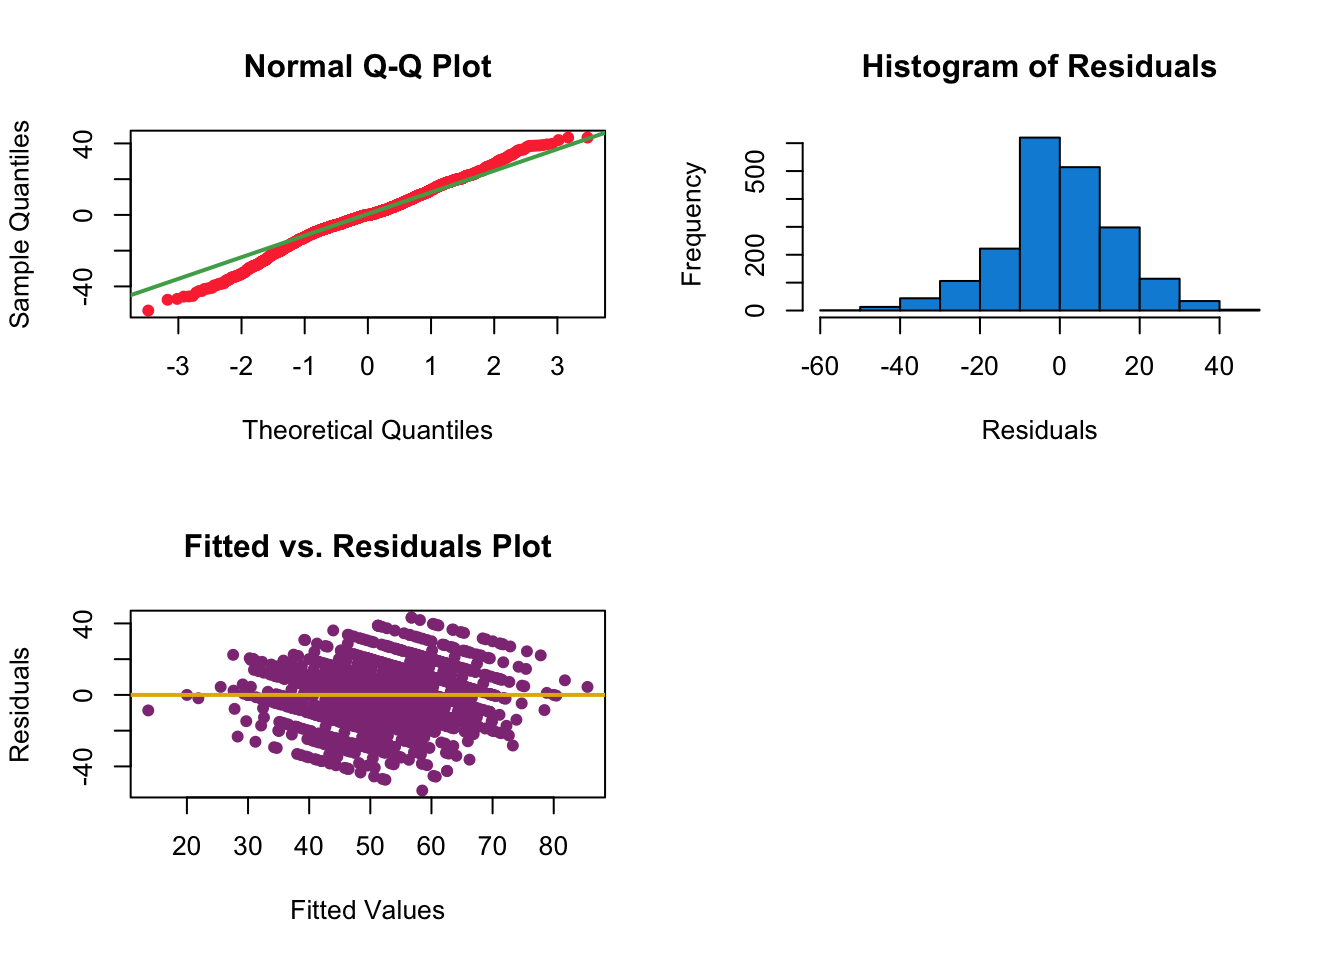 Normal Q-Q Plot
Sample Quantiles
40
0
-40
-3 -2 -1 0 1 2 3
Theoretical Quantiles
Histogram of Residuals
Frequency
500
200
0
-60 -40 -20 0 20 40
Residuals
Fitted vs. Residuals Plot
Residuals
40
0
-40
20 30 40 50 60 70 80
Fitted Values